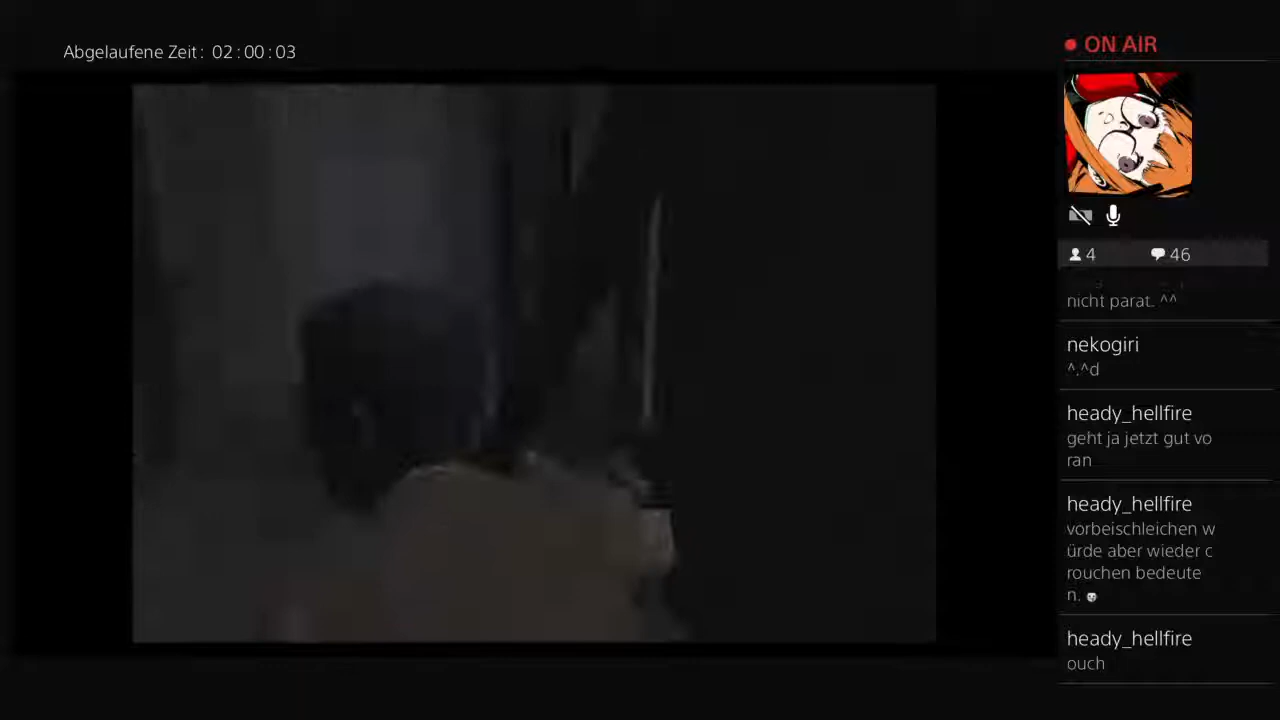 Abgelaufene Zeit: 02:00:03
ON AIR
4 46
nicht parat. ^^
nekogiri
^.^d
heady_hellfire
geht ja jetzt gut vo
ran
heady_hellfire
vorbeischleichen w
ürde aber wieder c
rouchen bedeute
n.
heady_hellfire
ouch